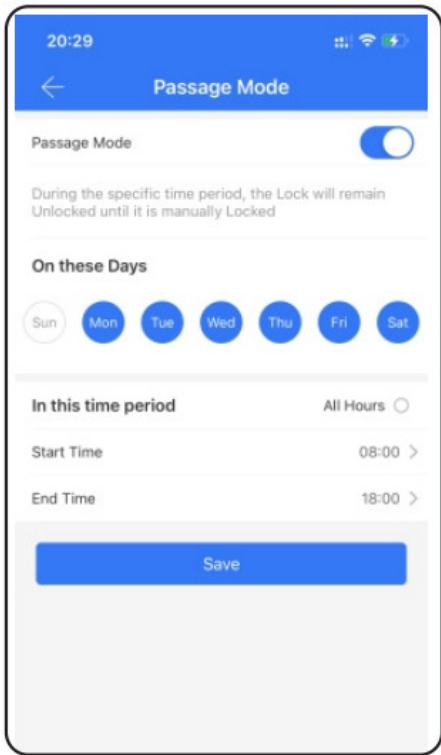 20:29
Passage Mode
Passage Mode
During the specific time period, the Lock will remain
Unlocked until it is manually Locked
On these Days
Sun Mon Tue Wed Thu Fri Sat
In this time period All Hours
Start Time 08:00 >
End Time 18:00 >
Save